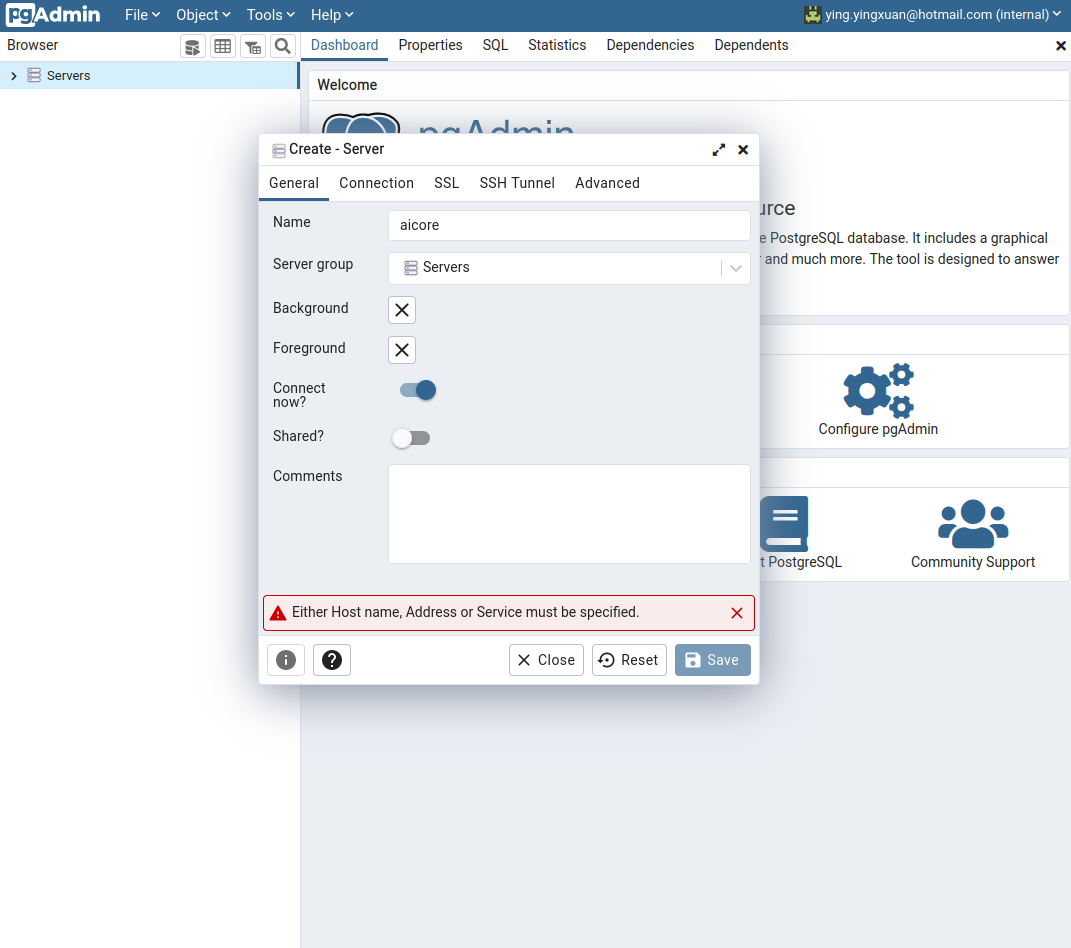 pgAdmin File Object Tools Help ying.yingxuan@hotmail.com (internal)
Browser Dashboard Properties SQL Statistics Dependencies Dependents
Servers
Welcome
pgAdmin
Create - Server
General Connection SSL SSH Tunnel Advanced
Name aicore
Server group Servers
Background
Foreground
Connect
now?
Shared?
Comments
Either Host name, Address or Service must be specified.
Close Reset Save
PostgreSQL database. It includes a graphical
and much more. The tool is designed to answer
Configure pgAdmin
PostgreSQL Community Support